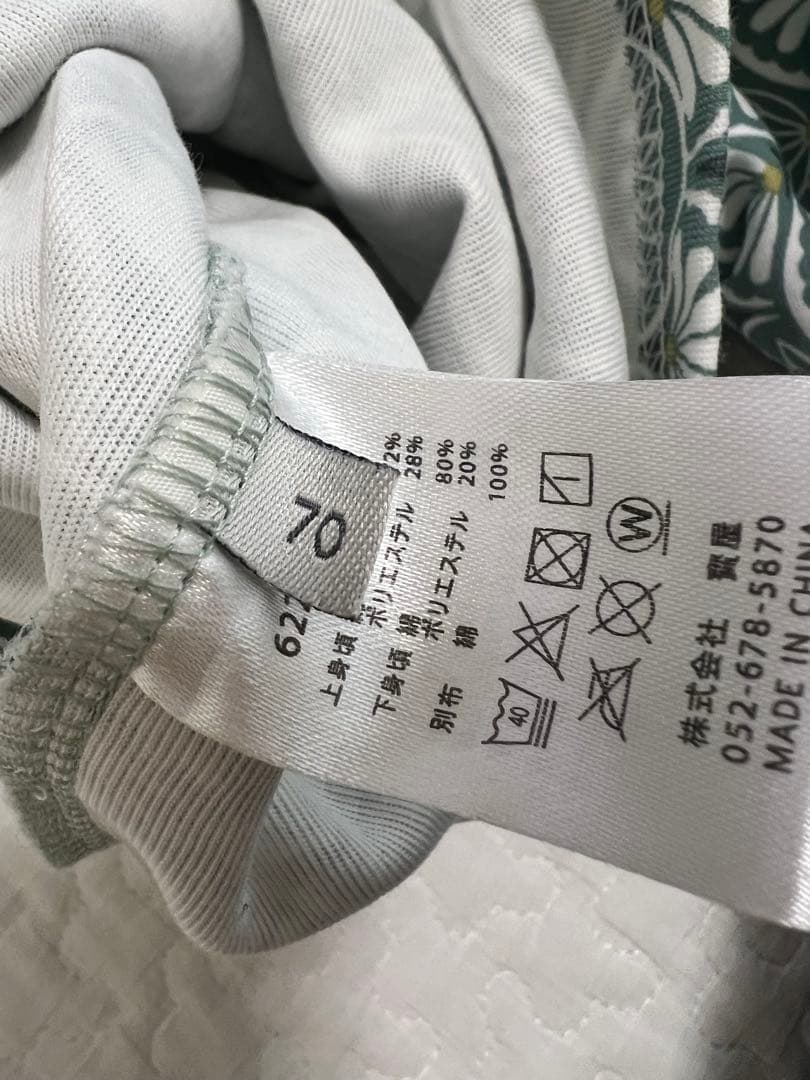 70
62
上身頃 2%
ポリエステル 28%
下身頃 綿 80%
ポリエステル 20%
別布 綿 100%
40
W
株式会社
052-678-5870
MADE IN CHINA